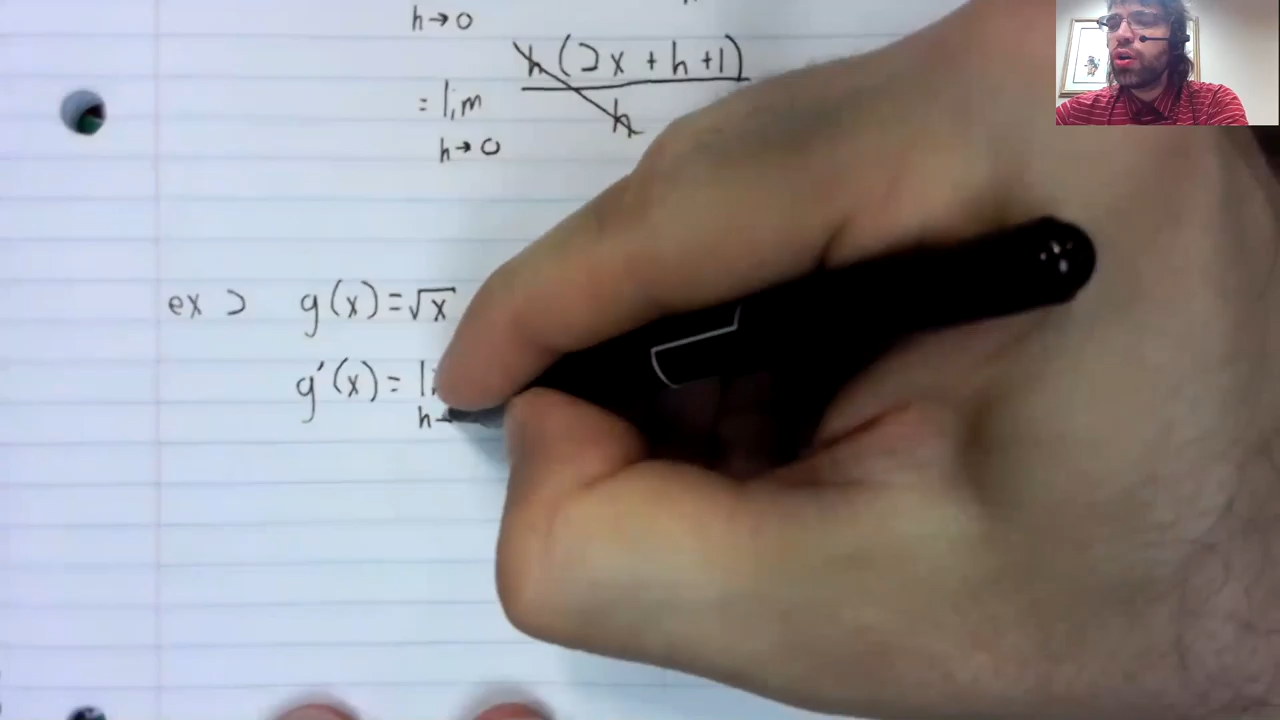 h→0
h(2x+h+1)
= lim
h
h→0
ex 2 g(x)=√x
g'(x)= li
h-